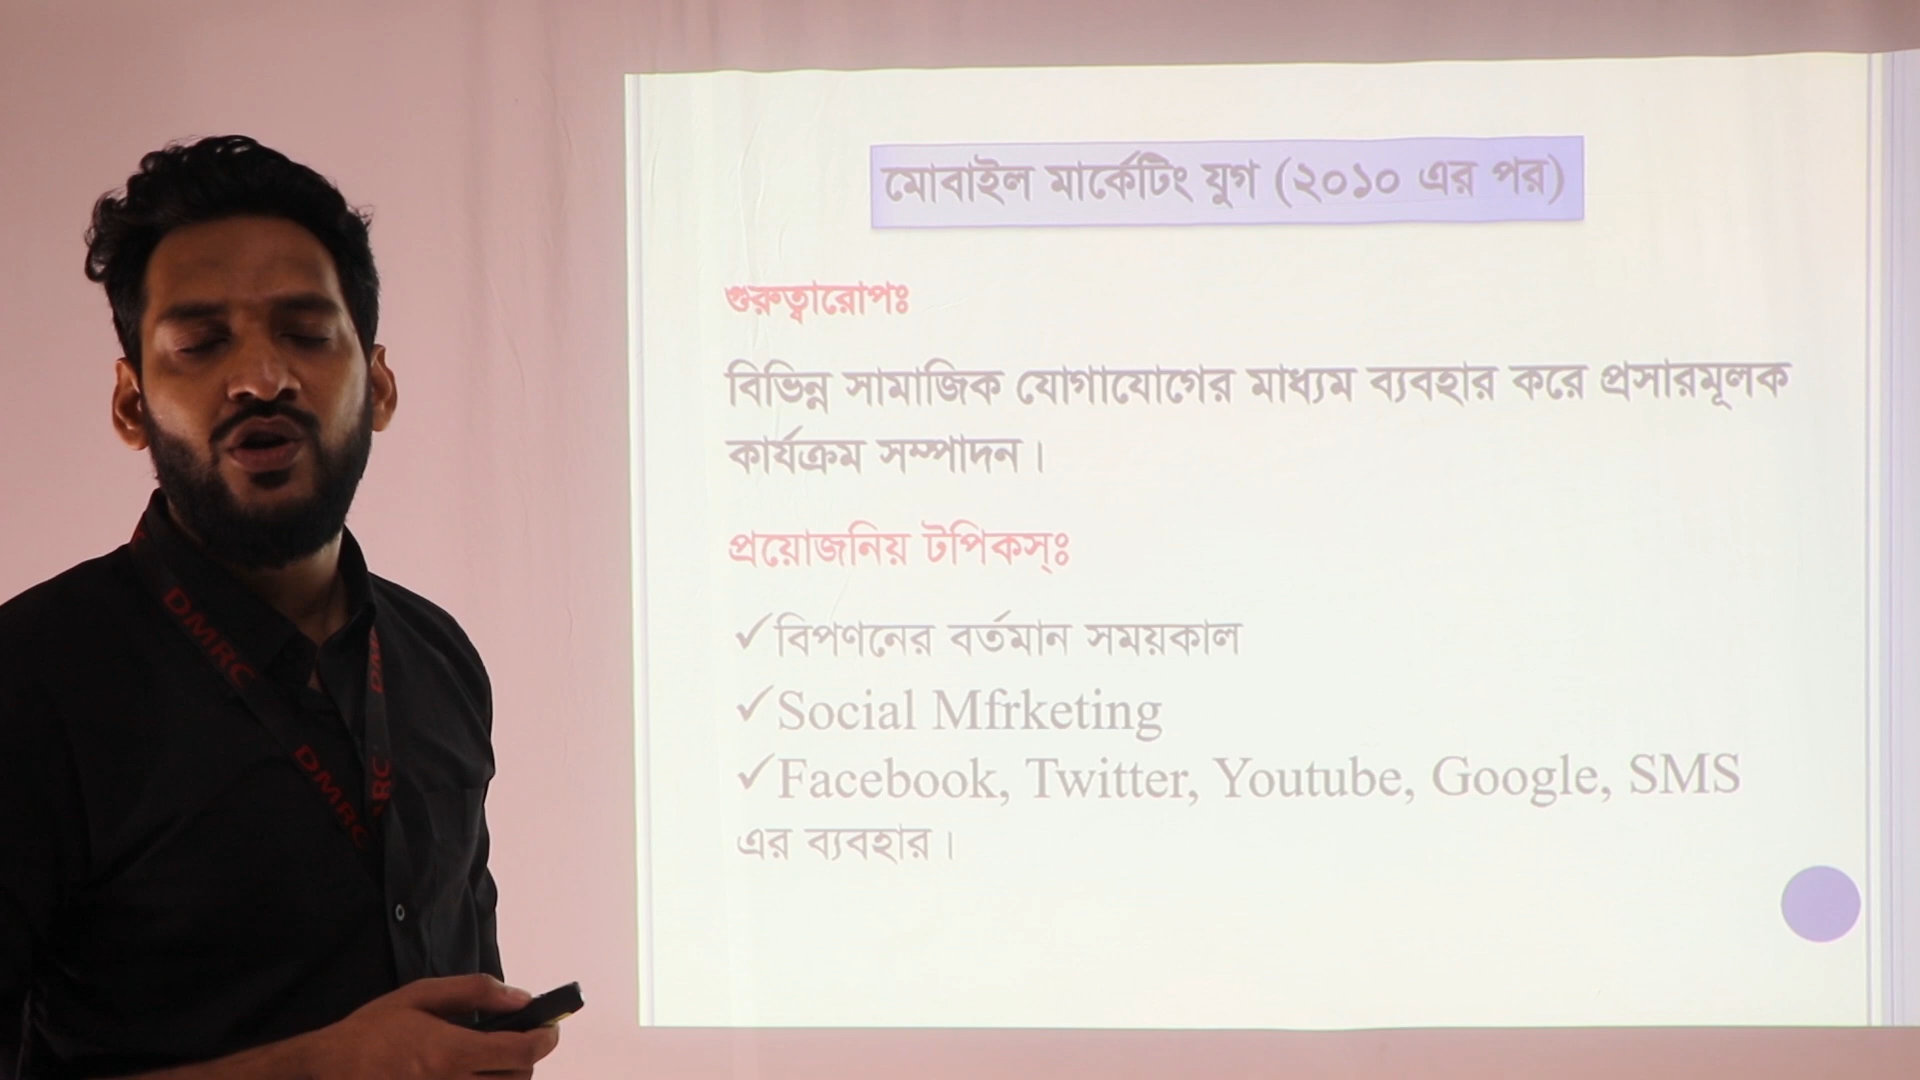 মোবাইল মার্কেটিং যুগ (২০১০ এর পর)
গুরুত্বারোপঃ
বিভিন্ন সামাজিক যোগাযোগের মাধ্যম ব্যবহার করে প্রসারমূলক
কার্যক্রম সম্পাদন।
প্রয়োজনিয় টপিকস্ঃ
✓বিপণনের বর্তমান সময়কাল
✓Social Mfrketing
✓Facebook, Twitter, Youtube, Google, SMS
এর ব্যবহার।
DMRC
DMRC